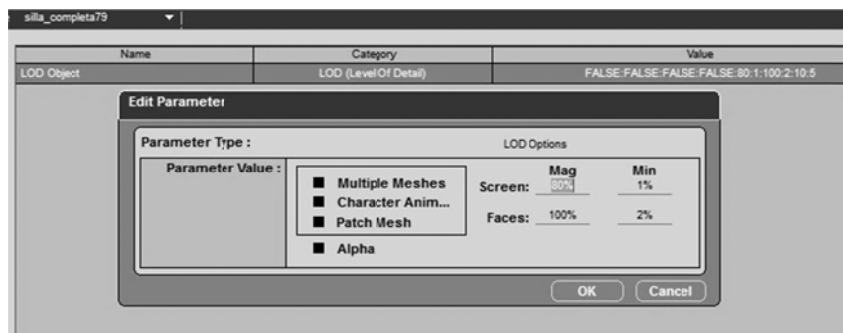 silla_completa79
Name Category Value
LOD Object LOD (Level Of Detail) FALSE:FALSE:FALSE:FALSE:80:1:100:2:10:5
Edit Parameter
Parameter Type : LOD Options
Parameter Value :
Mag Min
Multiple Meshes
Screen: 80% 1%
Character Anim...
Patch Mesh
Faces: 100% 2%
Alpha
OK Cancel